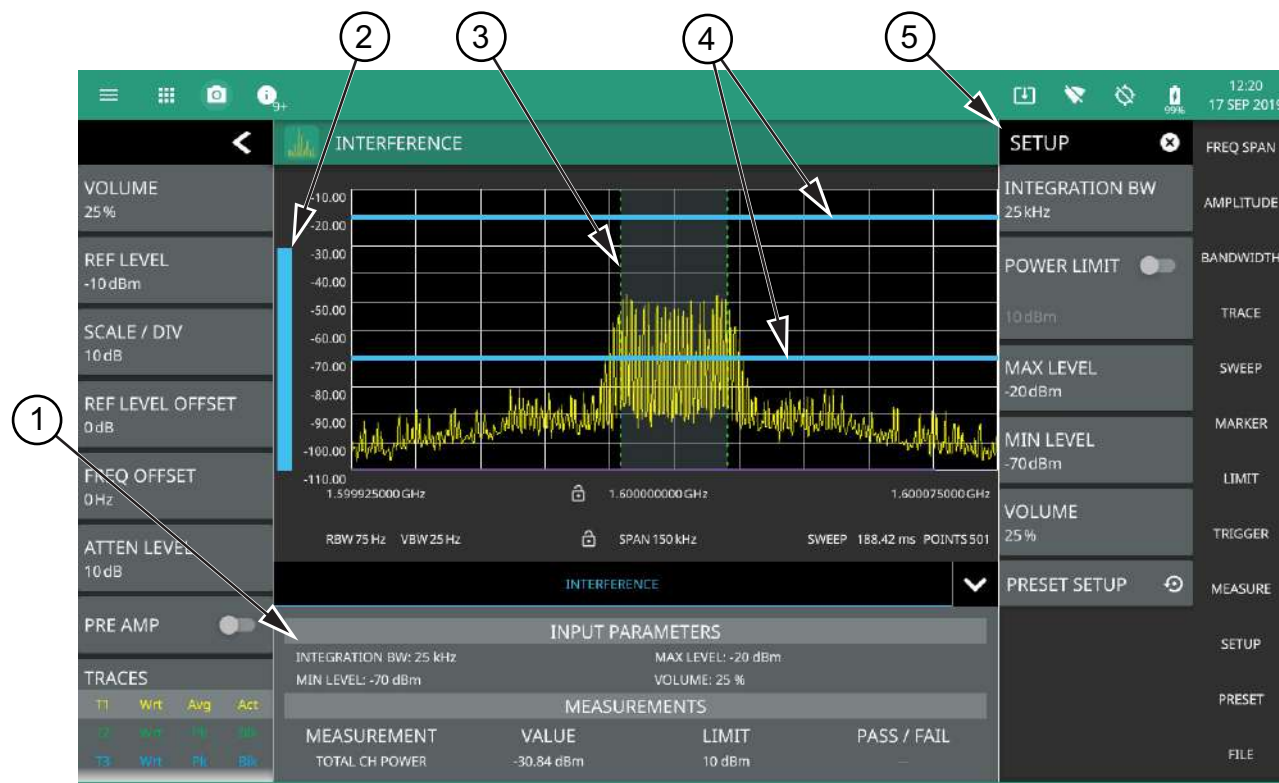 2
3
4
5
9+
99%
12:20
17 SEP 2019
VOLUME
25 %
REF LEVEL
-10 dBm
SCALE / DIV
10 dB
REF LEVEL OFFSET
0 dB
1
FREQ OFFSET
0 Hz
ATTEN LEVEL
10 dB
PRE AMP
TRACES
T1 Wrt Avg Act
T2 Wrt Pk Blk
T3 Wrt Pk Blk
INTERFERENCE
-10.00
-20.00
-30.00
-40.00
-50.00
-60.00
-70.00
-80.00
-90.00
-100.00
-110.00
1.599925000 GHz 1.600000000 GHz 1.600075000 GHz
RBW 75 Hz VBW 25 Hz SPAN 150 kHz SWEEP 188.42 ms POINTS 501
INTERFERENCE
INPUT PARAMETERS
INTEGRATION BW: 25 kHz MAX LEVEL: -20 dBm
MIN LEVEL: -70 dBm VOLUME: 25 %
MEASUREMENTS
MEASUREMENT VALUE LIMIT PASS / FAIL
TOTAL CH POWER -30.84 dBm 10 dBm --
SETUP
INTEGRATION BW
25 kHz
POWER LIMIT
10 dBm
MAX LEVEL
-20 dBm
MIN LEVEL
-70 dBm
VOLUME
25 %
PRESET SETUP
FREQ SPAN
AMPLITUDE
BANDWIDTH
TRACE
SWEEP
MARKER
LIMIT
TRIGGER
MEASURE
SETUP
PRESET
FILE